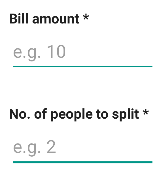 Bill amount *
e.g. 10
No. of people to split *
e.g. 2